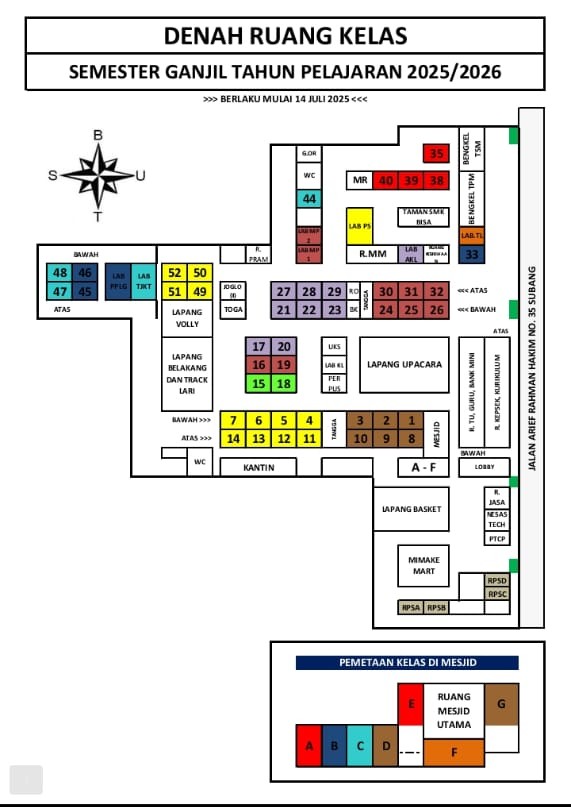 DENAH RUANG KELAS
SEMESTER GANJIL TAHUN PELAJARAN 2025/2026
>>> BERLAKU MULAI 14 JULI 2025 <<<
B
S
U
T
G.OR
WC
44
LAB MP 2
LAB MP 1
35
MR
40
39
38
LAB PS
TAMAN SMK BISA
R.MM
LAB AKL
BENGKEL TSM
BENGKEL TPM
LAB.TL
33
JALAN ARIEF RAHMAN HAKIM NO. 35 SUBANG
BAWAH
48
46
47
45
ATAS
LAB PPLG
LAB TJKT
52
50
51
49
R. PRAM
JOGLO (8)
TOGA
27
28
29
RO
TANGGA
30
31
32
<<< ATAS
21
22
23
BK
24
25
26
<<< BAWAH
LAPANG VOLLY
LAPANG BELAKANG DAN TRACK LARI
17
20
16
19
15
18
UKS
LAB KL
PER PUS
LAPANG UPACARA
ATAS
R. TU, GURU, BANK MINI
R. KEPSEK, KURIKULUM
BAWAH
LOBBY
BAWAH >>>
7
6
5
4
TANGGA
3
2
1
MESJID
ATAS >>>
14
13
12
11
10
9
8
WC
KANTIN
A - F
LAPANG BASKET
R. JASA
NESAS TECH
PTCP
MIMAKE MART
RPSD
RPSC
RPSA
RPSB
PEMETAAN KELAS DI MESJID
E
RUANG MESJID UTAMA
G
A
B
C
D
F